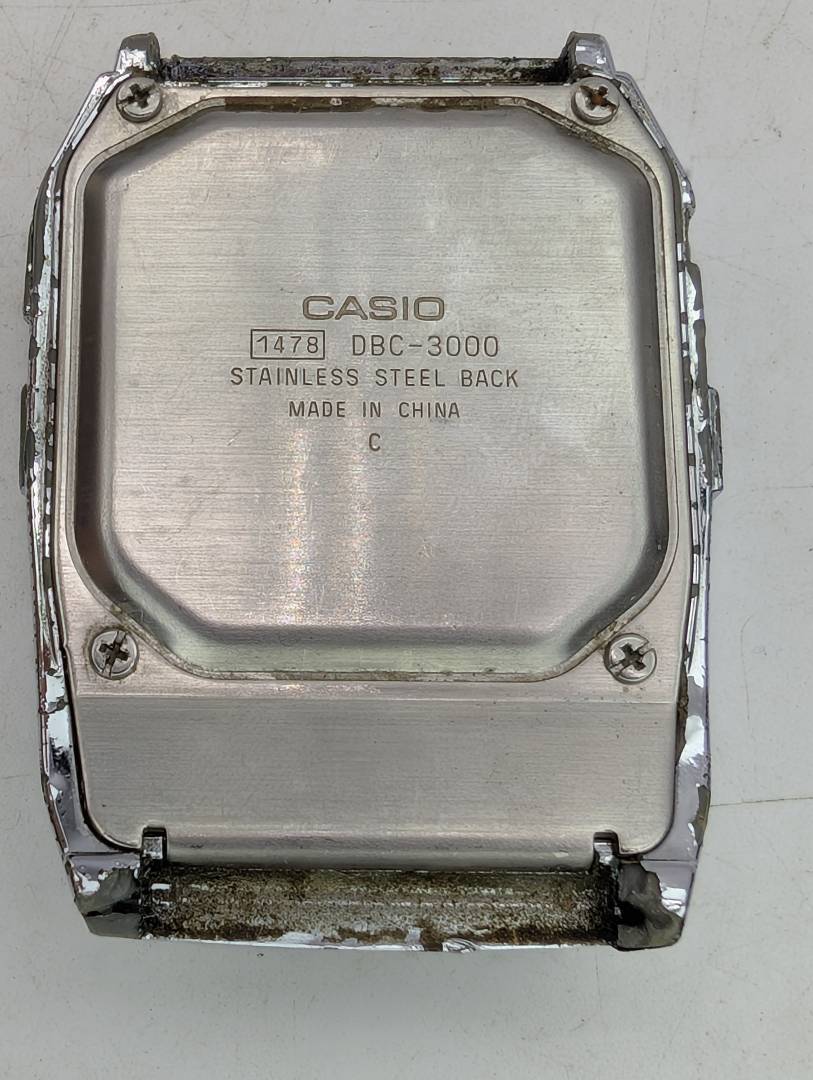 CASIO
1478 DBC-3000
STAINLESS STEEL BACK
MADE IN CHINA
C